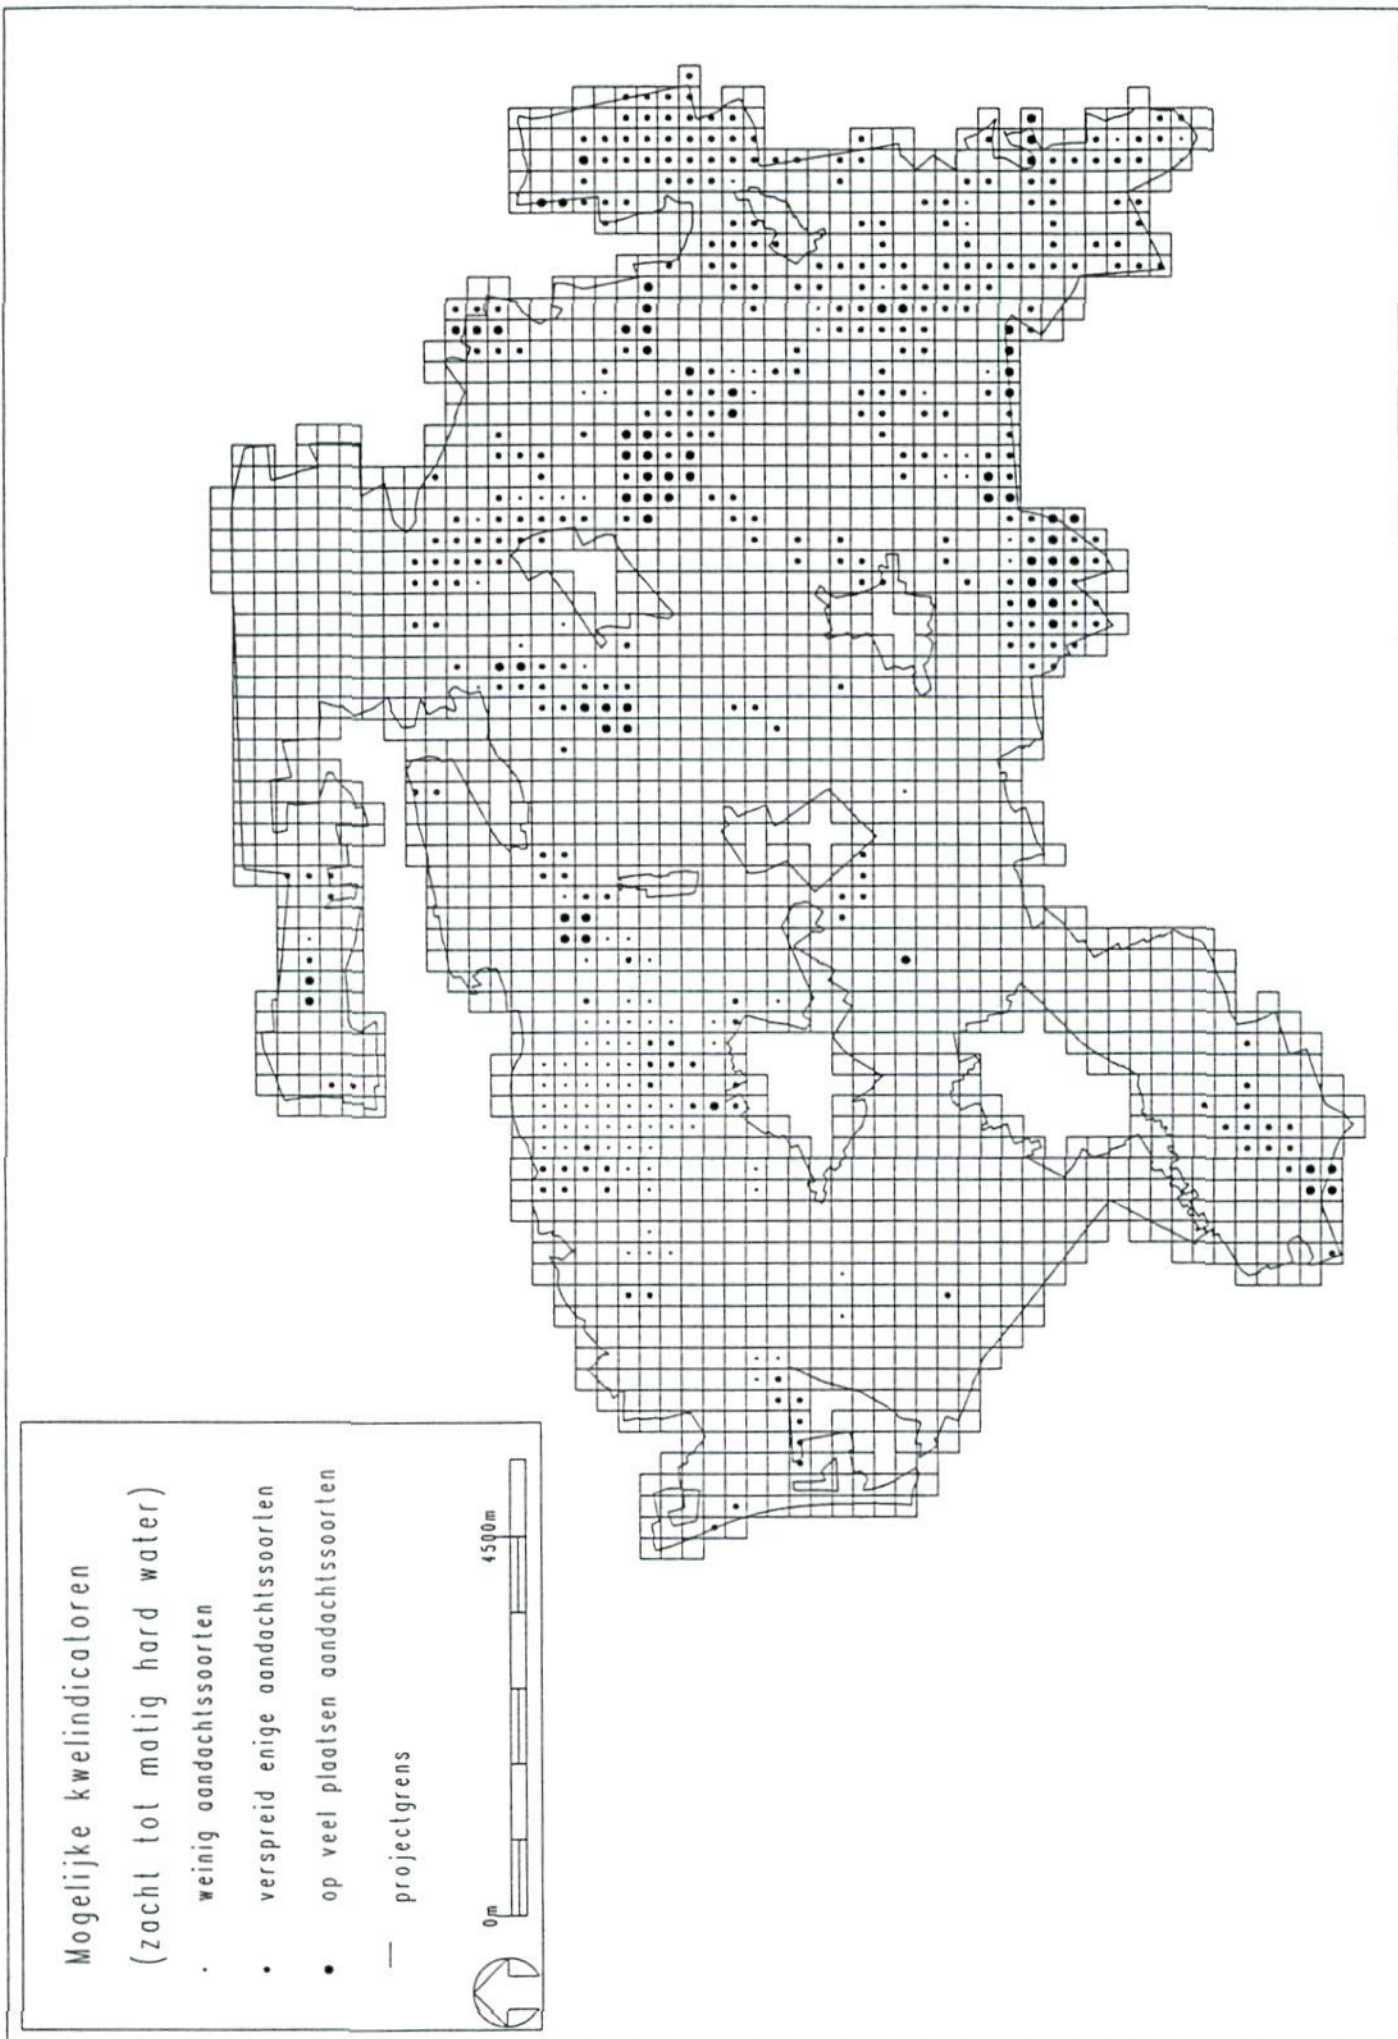 Mogelijke kwelindicatoren
(zacht tot matig hard water)
weinig aandachtssoorten
verspreid enige aandachtssoorten
op veel plaatsen aandachtssoorten
projectgrens
0m 4500m